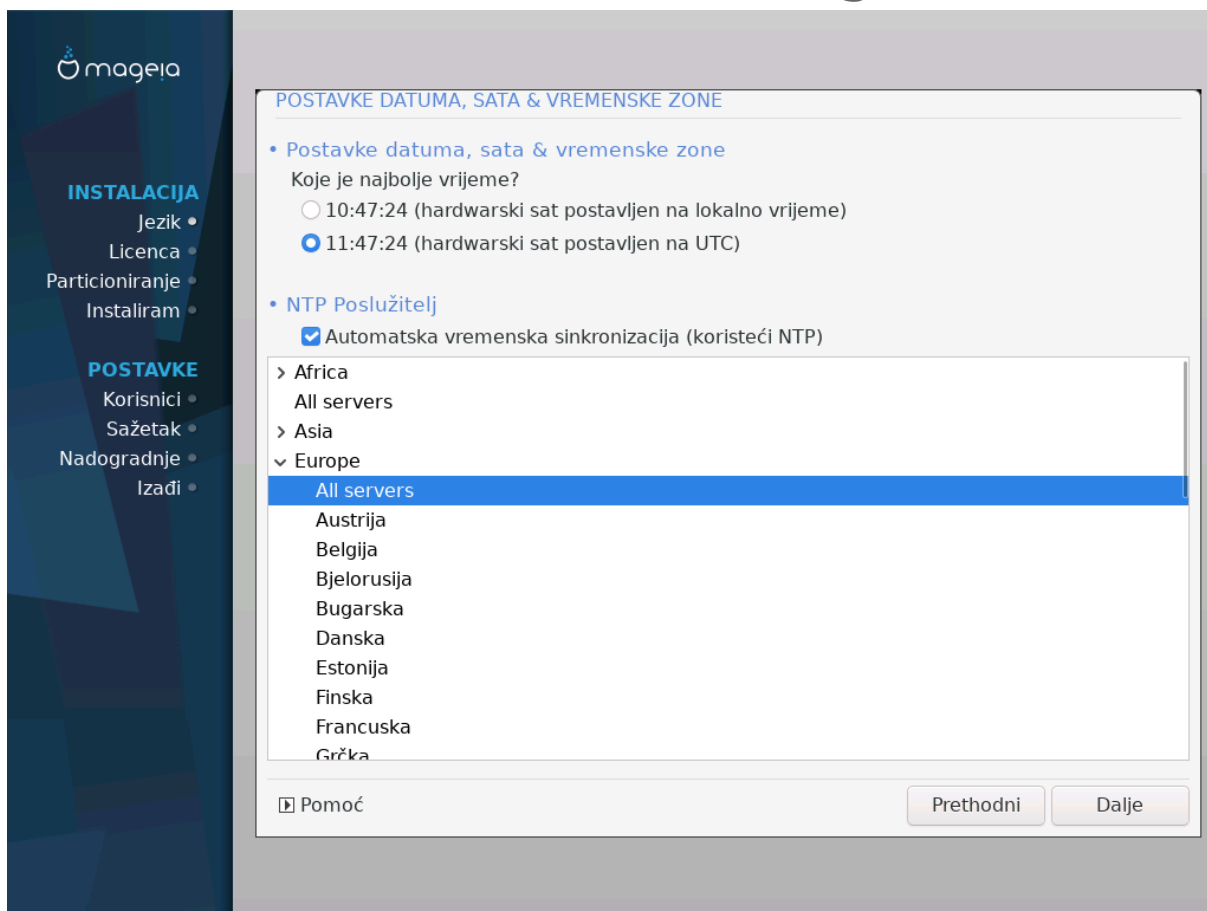 mageia
INSTALACIJA
Jezik
Licenca
Particioniranje
Instaliram
POSTAVKE
Korisnici
Sažetak
Nadogradnje
Izađi
POSTAVKE DATUMA, SATA & VREMENSKE ZONE
• Postavke datuma, sata & vremenske zone
Koje je najbolje vrijeme?
10:47:24 (hardwarski sat postavljen na lokalno vrijeme)
11:47:24 (hardwarski sat postavljen na UTC)
• NTP Poslužitelj
Automatska vremenska sinkronizacija (koristeći NTP)
Africa
All servers
Asia
Europe
All servers
Austrija
Belgija
Bjelorusija
Bugarska
Danska
Estonija
Finska
Francuska
Grčka
Pomoć
Prethodni
Dalje